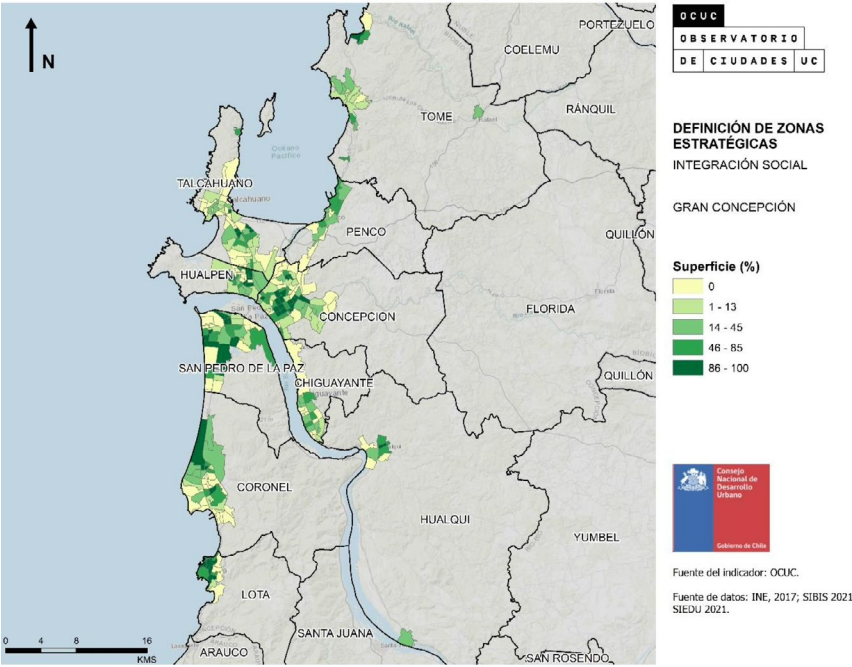 N
PORTEZUELO
COELEMU
TOME
RÁNQUIL
Océano
Pacífico
TALCAHUANO
Talcahuano
PENCO
QUILLÓN
HUALPEN
FLORIDA
CONCEPCION
SAN PEDRO DE LA PAZ
CHIGUAYANTE
QUILLÓN
CORONEL
HUALQUI
YUMBEL
LOTA
SANTA JUANA
ARAUCO
SAN ROSENDO
0 4 8 16
KMS
OCUC
OBSERVATORIO
DE CIUDADES UC
DEFINICIÓN DE ZONAS
ESTRATÉGICAS
INTEGRACIÓN SOCIAL
GRAN CONCEPCIÓN
Superficie (%)
0
1 - 13
14 - 45
46 - 85
86 - 100
Consejo
Nacional de
Desarrollo
Urbano
Gobierno de Chile
Fuente del indicador: OCUC.
Fuente de datos: INE, 2017; SIBIS 2021
SIEDU 2021.